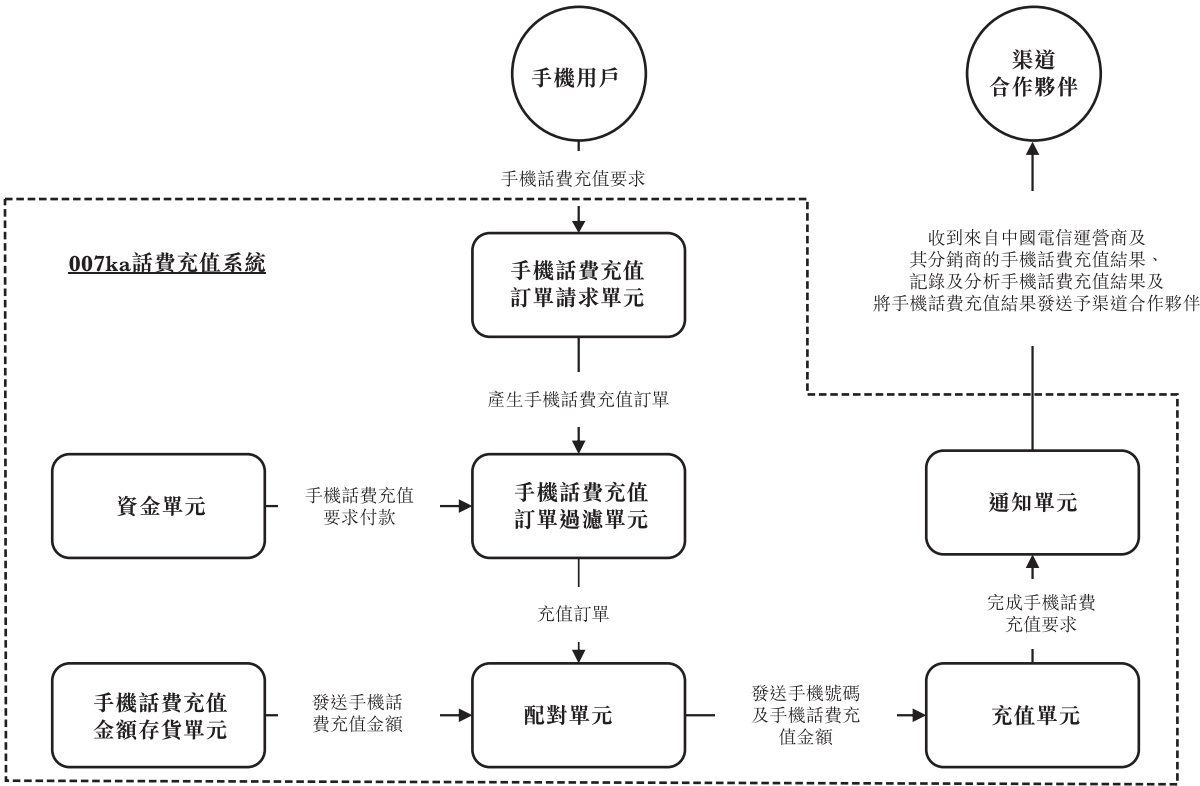 手機用戶
渠道
合作夥伴
手機話費充值要求
收到來自中國電信運營商及
其分銷商的手機話費充值結果、
記錄及分析手機話費充值結果及
將手機話費充值結果發送予渠道合作夥伴
007ka話費充值系統
手機話費充值
訂單請求單元
產生手機話費充值訂單
資金單元
手機話費充值
要求付款
手機話費充值
訂單過濾單元
通知單元
充值訂單
完成手機話費
充值要求
手機話費充值
金額存貨單元
發送手機話
費充值金額
配對單元
發送手機號碼
及手機話費充
值金額
充值單元